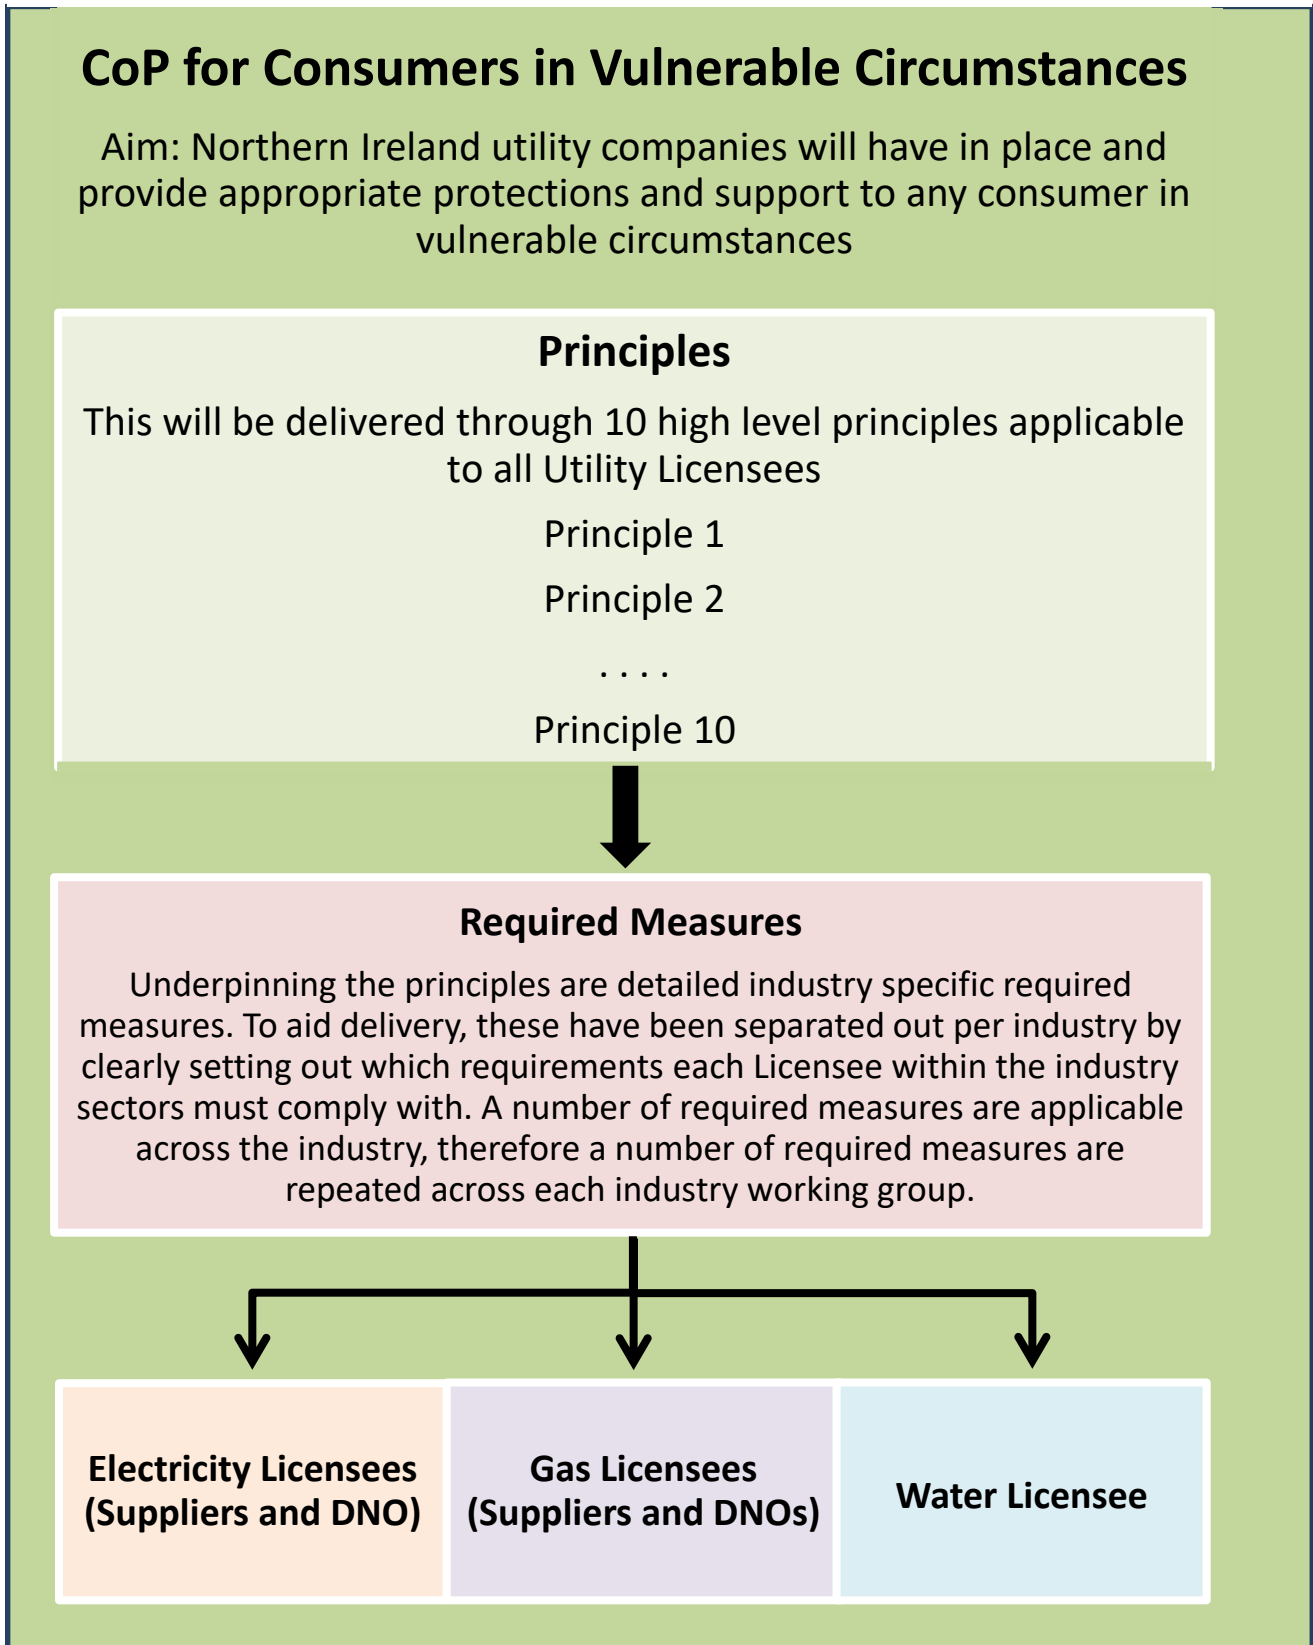 CoP for Consumers in Vulnerable Circumstances
Aim: Northern Ireland utility companies will have in place and
provide appropriate protections and support to any consumer in
vulnerable circumstances
Principles
This will be delivered through 10 high level principles applicable
to all Utility Licensees
Principle 1
Principle 2
. . . .
Principle 10
Required Measures
Underpinning the principles are detailed industry specific required
measures. To aid delivery, these have been separated out per industry by
clearly setting out which requirements each Licensee within the industry
sectors must comply with. A number of required measures are applicable
across the industry, therefore a number of required measures are
repeated across each industry working group.
Electricity Licensees
(Suppliers and DNO)
Gas Licensees
(Suppliers and DNOs)
Water Licensee